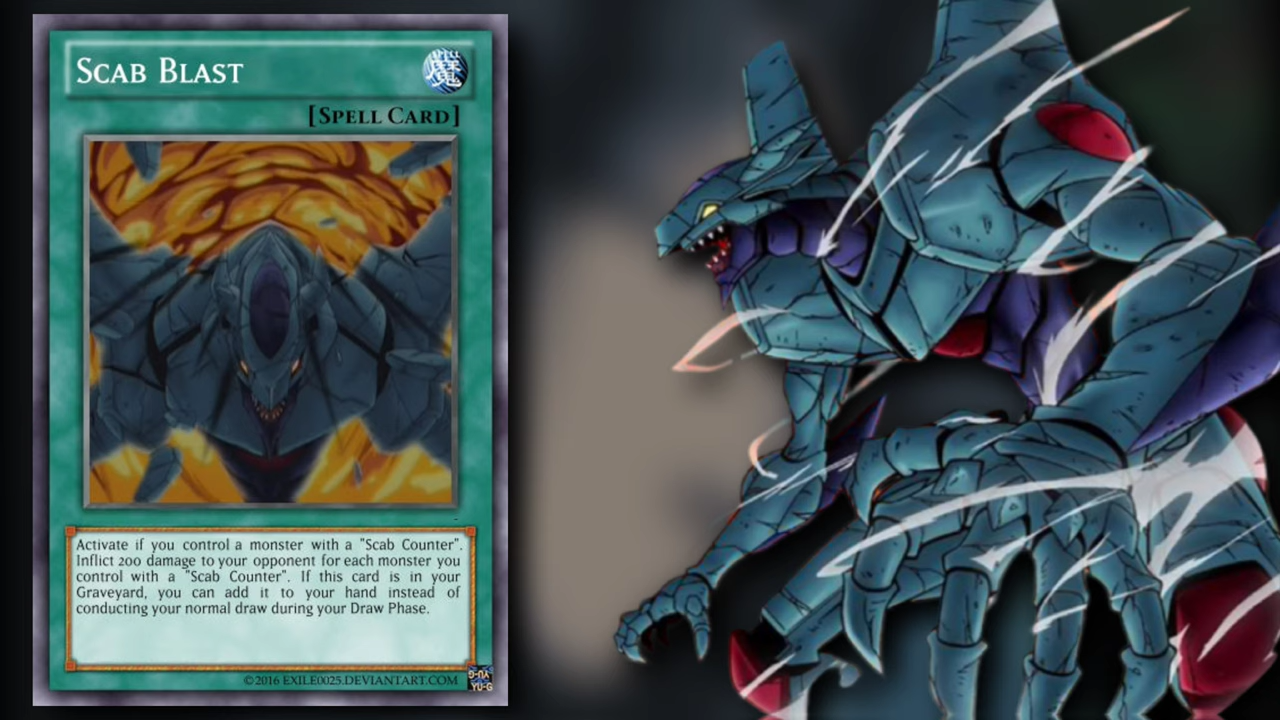 Scab Blast
魔
[Spell Card]
Activate if you control a monster with a "Scab Counter".
Inflict 200 damage to your opponent for each monster you
control with a "Scab Counter". If this card is in your
Graveyard, you can add it to your hand instead of
conducting your normal draw during your Draw Phase.
©2016 EXILE0025.DEVIANTART.COM